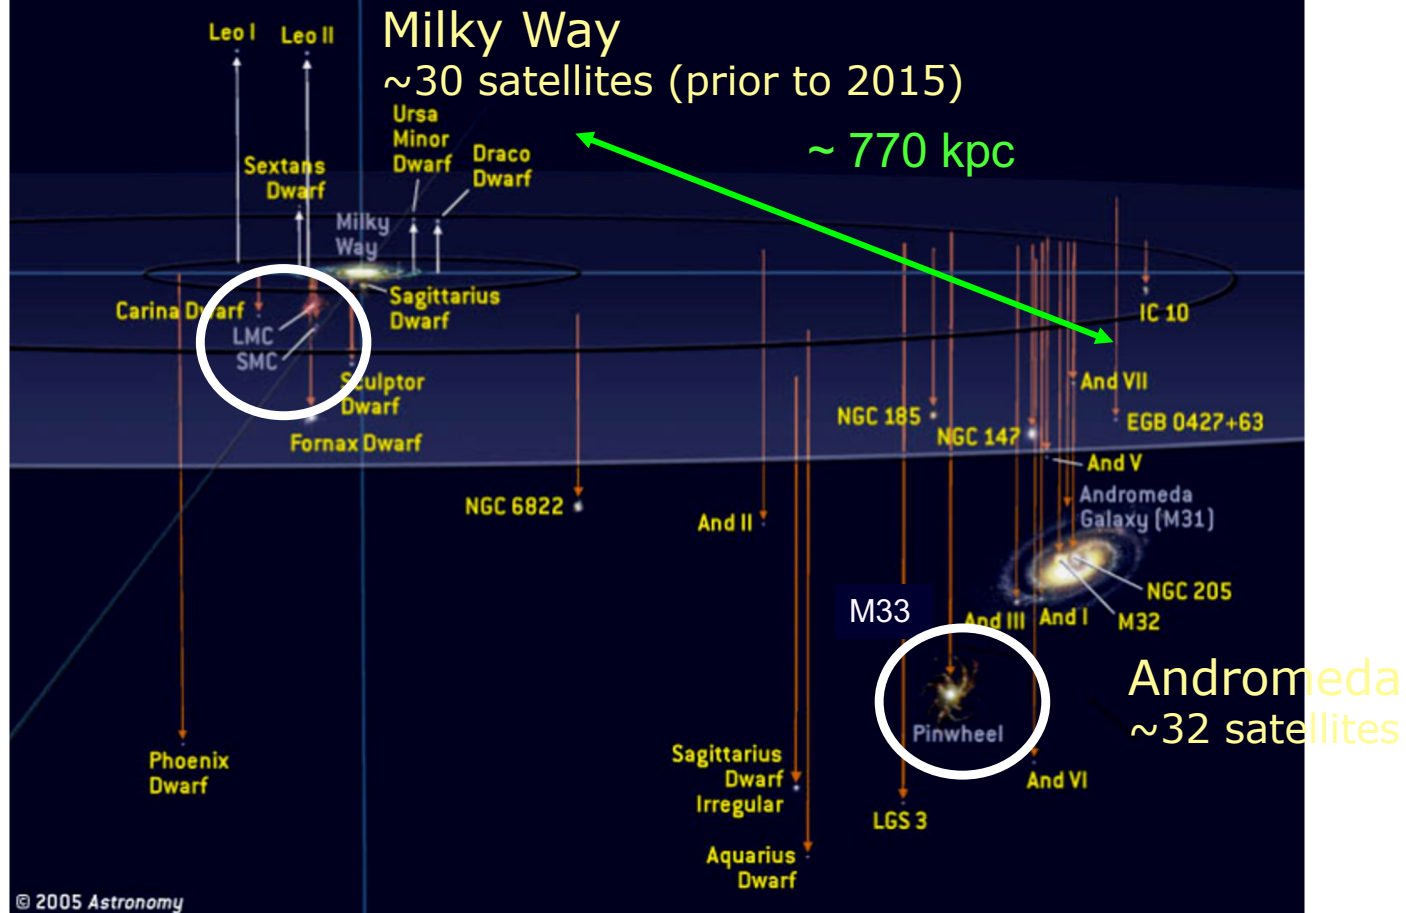 Milky Way
~30 satellites (prior to 2015)
~ 770 kpc
Leo I
Leo II
Ursa
Minor
Dwarf
Draco
Dwarf
Sextans
Dwarf
Milky
Way
Carina Dwarf
Sagittarius
Dwarf
LMC
SMC
Sculptor
Dwarf
Fornax Dwarf
IC 10
And VII
NGC 185
EGB 0427+63
NGC 147
And V
NGC 6822
And II
Andromeda
Galaxy (M31)
NGC 205
M33
And III
And I
M32
Andromeda
~32 satellites
Pinwheel
Phoenix
Dwarf
Sagittarius
Dwarf
Irregular
And VI
LGS 3
Aquarius
Dwarf
© 2005 Astronomy